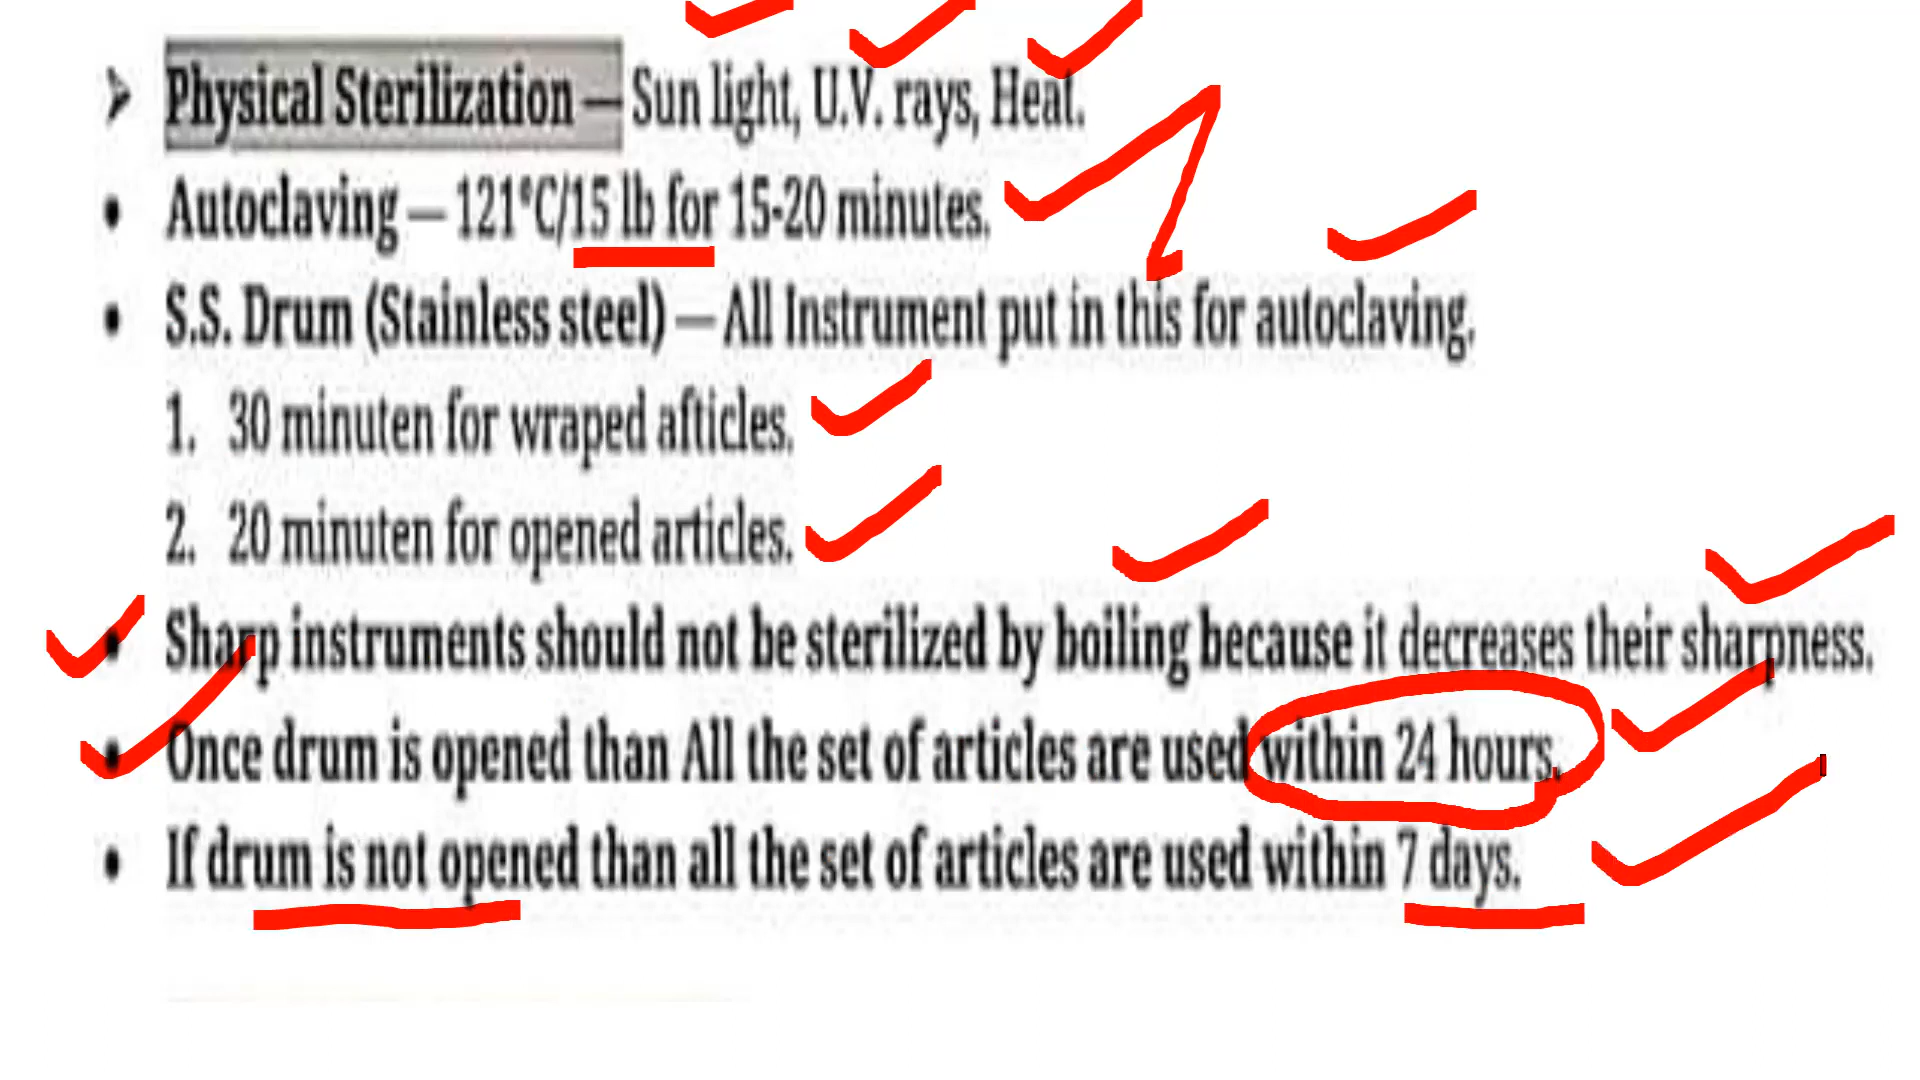 ➤ Physical Sterilization — Sun light, U.V. rays, Heat.
• Autoclaving — 121°C/15 lb for 15-20 minutes.
• S.S. Drum (Stainless steel) — All Instrument put in this for autoclaving.
1. 30 minuten for wraped afticles.
2. 20 minuten for opened articles.
• Sharp instruments should not be sterilized by boiling because it decreases their sharpness.
• Once drum is opened than All the set of articles are used within 24 hours.
• If drum is not opened than all the set of articles are used within 7 days.